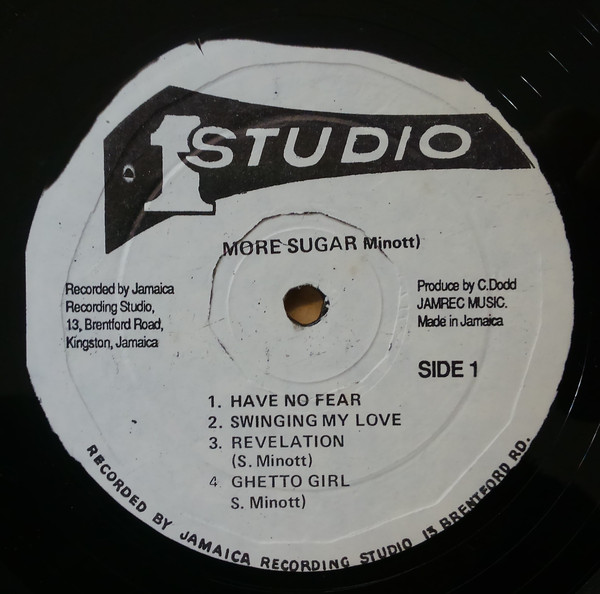 1 STUDIO
MORE SUGAR Minott)
Recorded by Jamaica
Recording Studio,
13, Brentford Road,
Kingston, Jamaica
Produce by C.Dodd
JAMREC MUSIC.
Made in Jamaica
SIDE 1
1. HAVE NO FEAR
2. SWINGING MY LOVE
3. REVELATION
(S. Minott)
4. GHETTO GIRL
S. Minott)
RECORDED BY JAMAICA RECORDING STUDIO 13 BRENTFORD RD.